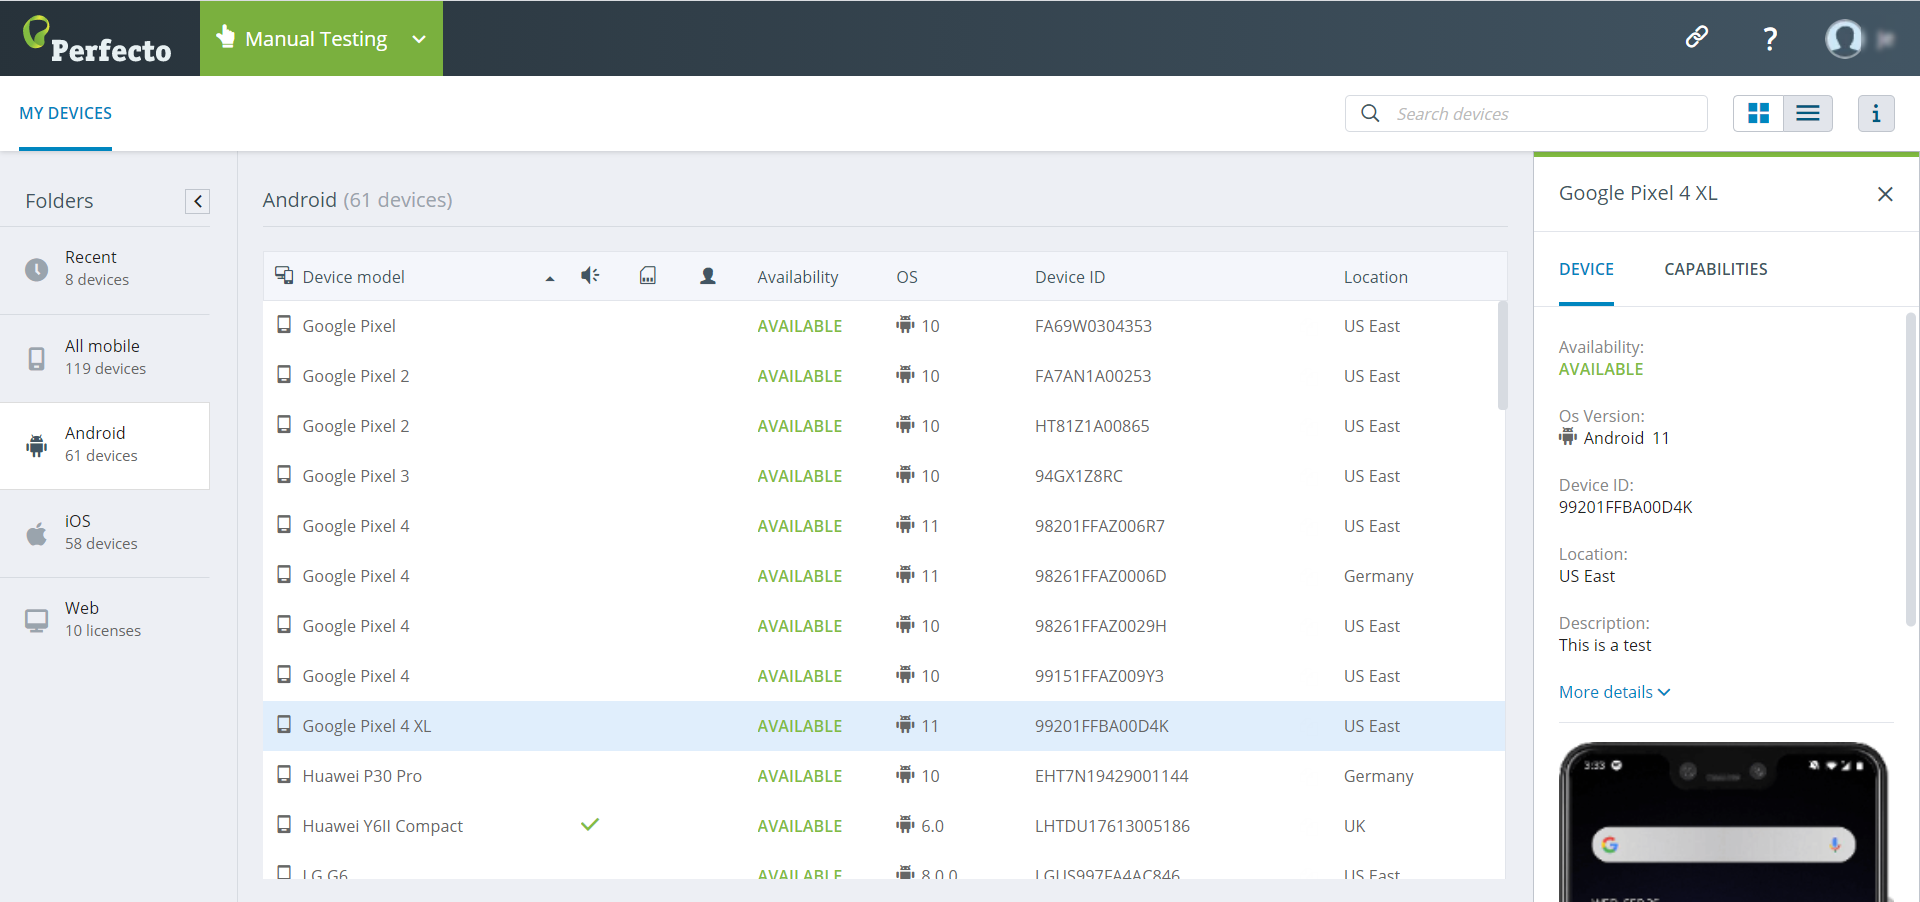 Perfecto
Manual Testing
?
MY DEVICES
Search devices
i
Folders
Recent
8 devices
All mobile
119 devices
Android
61 devices
iOS
58 devices
Web
10 licenses
Android (61 devices)
Device model Availability OS Device ID Location
Google Pixel AVAILABLE 10 FA69W0304353 US East
Google Pixel 2 AVAILABLE 10 FA7AN1A00253 US East
Google Pixel 2 AVAILABLE 10 HT81Z1A00865 US East
Google Pixel 3 AVAILABLE 10 94GX1Z8RC US East
Google Pixel 4 AVAILABLE 11 98201FFAZ006R7 US East
Google Pixel 4 AVAILABLE 11 98261FFAZ0006D Germany
Google Pixel 4 AVAILABLE 10 98261FFAZ0029H US East
Google Pixel 4 AVAILABLE 10 99151FFAZ009Y3 US East
Google Pixel 4 XL AVAILABLE 11 99201FFBA00D4K US East
Huawei P30 Pro AVAILABLE 10 EHT7N19429001144 Germany
Huawei Y6II Compact AVAILABLE 6.0 LHTDU17613005186 UK
LG G6 AVAILABLE 8.0.0 LGUS997FA4AC846 US East
Google Pixel 4 XL
DEVICE CAPABILITIES
Availability:
AVAILABLE
Os Version:
Android 11
Device ID:
99201FFBA00D4K
Location:
US East
Description:
This is a test
More details
3:33
G